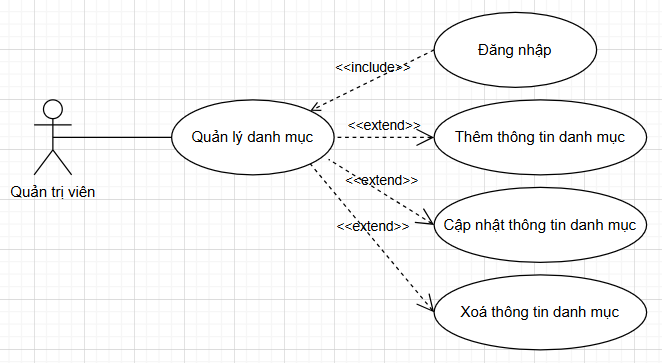 Đăng nhập
<<include>>
Quản lý danh mục
<<extend>>
Thêm thông tin danh mục
Quản trị viên
<<extend>>
Cập nhật thông tin danh mục
<<extend>>
Xoá thông tin danh mục